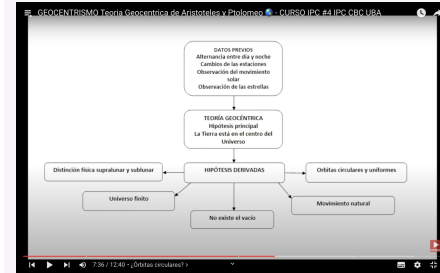 GEOCENTRISMO Teoria Geocentrica de Aristoteles y Ptolomeo 🌎 - CURSO IPC #4 IPC CBC UBA
DATOS PREVIOS
Alternancia entre día y noche
Cambios de las estaciones
Observación del movimiento
solar
Observación de las estrellas
TEORÍA GEOCÉNTRICA
Hipótesis principal
La Tierra está en el centro del
Universo
Distinción física supralunar y sublunar
HIPÓTESIS DERIVADAS
Orbitas circulares y uniformes
Universo finito
Movimiento natural
No existe el vacío
7:36 / 12:40 • ¿Órbitas circulares? ›